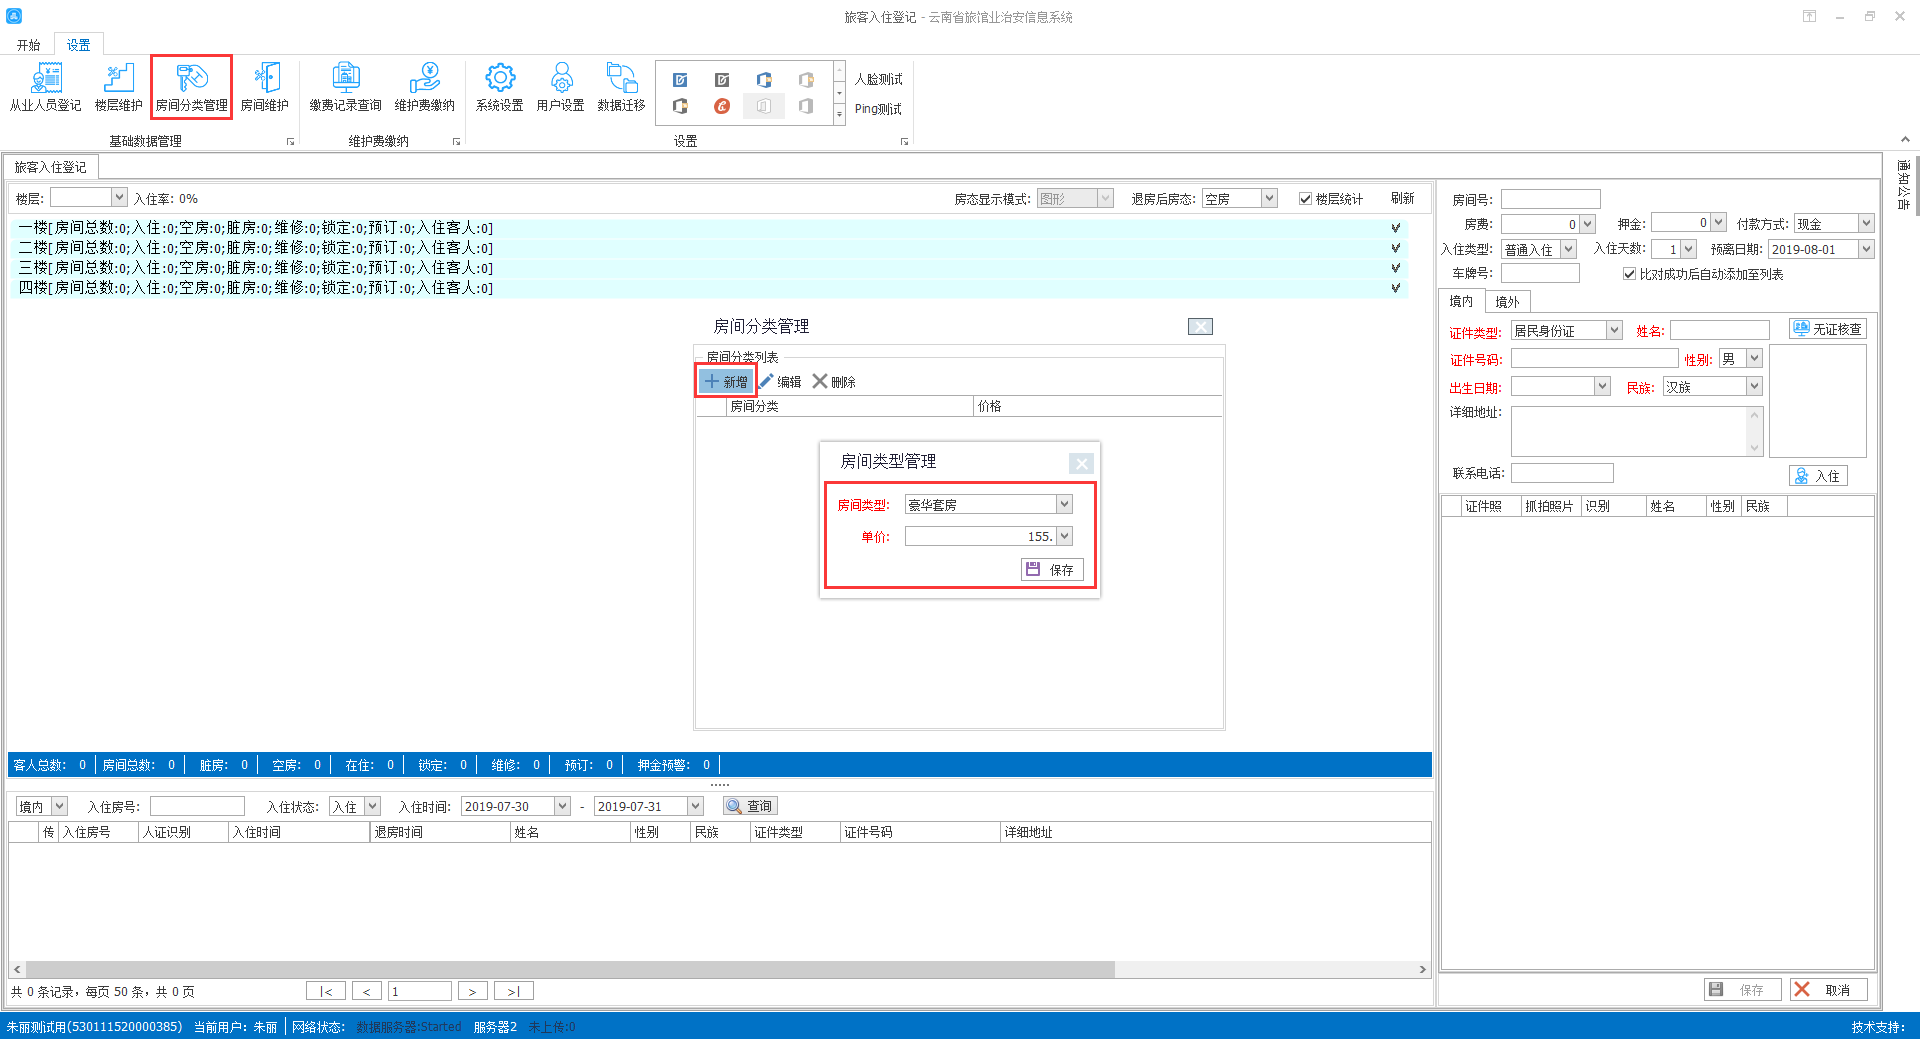 旅客入住登记 - 云南省旅馆业治安信息系统
开始 设置
从业人员登记 楼层维护 房间分类管理 房间维护 缴费记录查询 维护费缴纳 系统设置 用户设置 数据迁移 人脸测试
Ping测试
基础数据管理 维护费缴纳 设置
旅客入住登记
通知公告
楼层: 入住率: 0% 房态显示模式: 图形 退房后房态: 空房 楼层统计 刷新
一楼[房间总数:0;入住:0;空房:0;脏房:0;维修:0;锁定:0;预订:0;入住客人:0]
二楼[房间总数:0;入住:0;空房:0;脏房:0;维修:0;锁定:0;预订:0;入住客人:0]
三楼[房间总数:0;入住:0;空房:0;脏房:0;维修:0;锁定:0;预订:0;入住客人:0]
四楼[房间总数:0;入住:0;空房:0;脏房:0;维修:0;锁定:0;预订:0;入住客人:0]
房间分类管理
房间分类列表
新增 编辑 删除
房间分类 价格
房间类型管理
房间类型: 豪华套房
单价: 155.
保存
房间号:
房费: 0 押金: 0 付款方式: 现金
入住类型: 普通入住 入住天数: 1 预离日期: 2019-08-01
车牌号: 比对成功后自动添加至列表
境内 境外
证件类型: 居民身份证 姓名: 无证核查
证件号码: 性别: 男
出生日期: 民族: 汉族
详细地址:
联系电话: 入住
证件照 抓拍照片 识别 姓名 性别 民族
客人总数: 0 房间总数: 0 脏房: 0 空房: 0 在住: 0 锁定: 0 维修: 0 预订: 0 押金预警: 0
境内 入住房号: 入住状态: 入住 入住时间: 2019-07-30 - 2019-07-31 查询
传 入住房号 人证识别 入住时间 退房时间 姓名 性别 民族 证件类型 证件号码 详细地址
共 0 条记录，每页 50 条，共 0 页 |< < 1 > >|
保存 取消
朱丽测试用(530111520000385) 当前用户: 朱丽 网络状态: 数据服务器:Started 服务器2 未上传:0 技术支持: